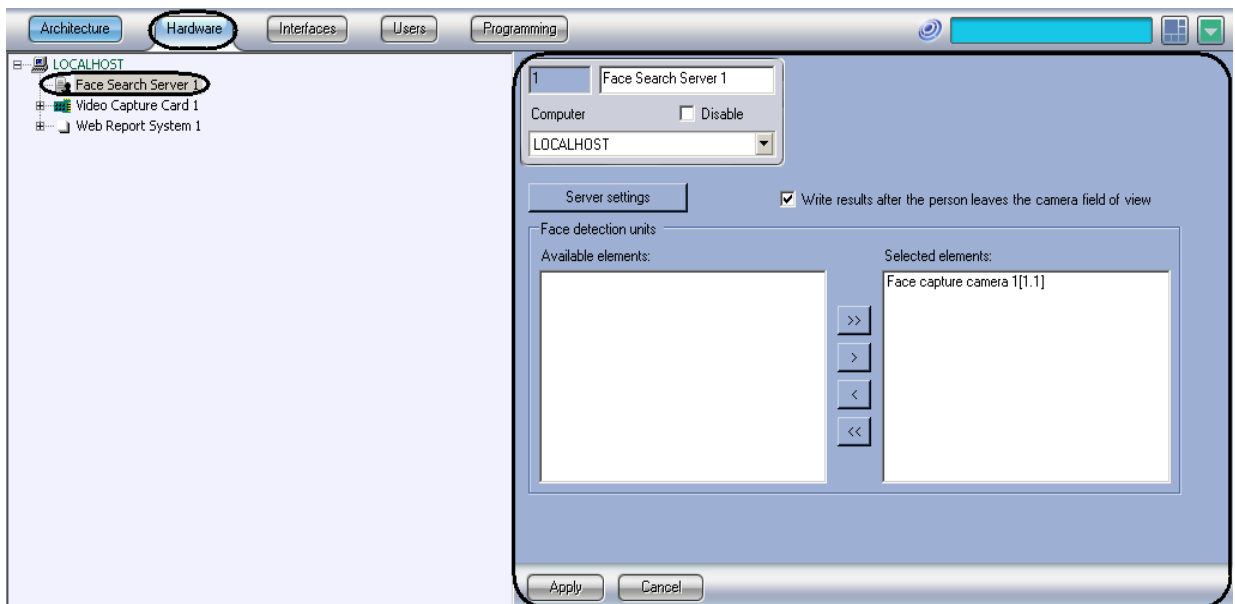 Architecture Hardware Interfaces Users Programming
LOCALHOST
Face Search Server 1
Video Capture Card 1
Web Report System 1
1 Face Search Server 1
Computer Disable
LOCALHOST
Server settings Write results after the person leaves the camera field of view
Face detection units
Available elements: Selected elements:
Face capture camera 1[1.1]
>>
>
<
<<
Apply Cancel